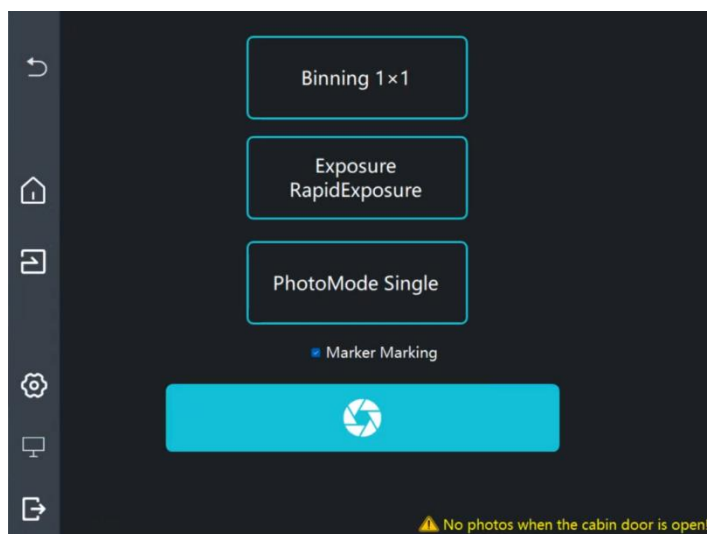 Binning 1×1
Exposure
RapidExposure
PhotoMode Single
Marker Marking
No photos when the cabin door is open!